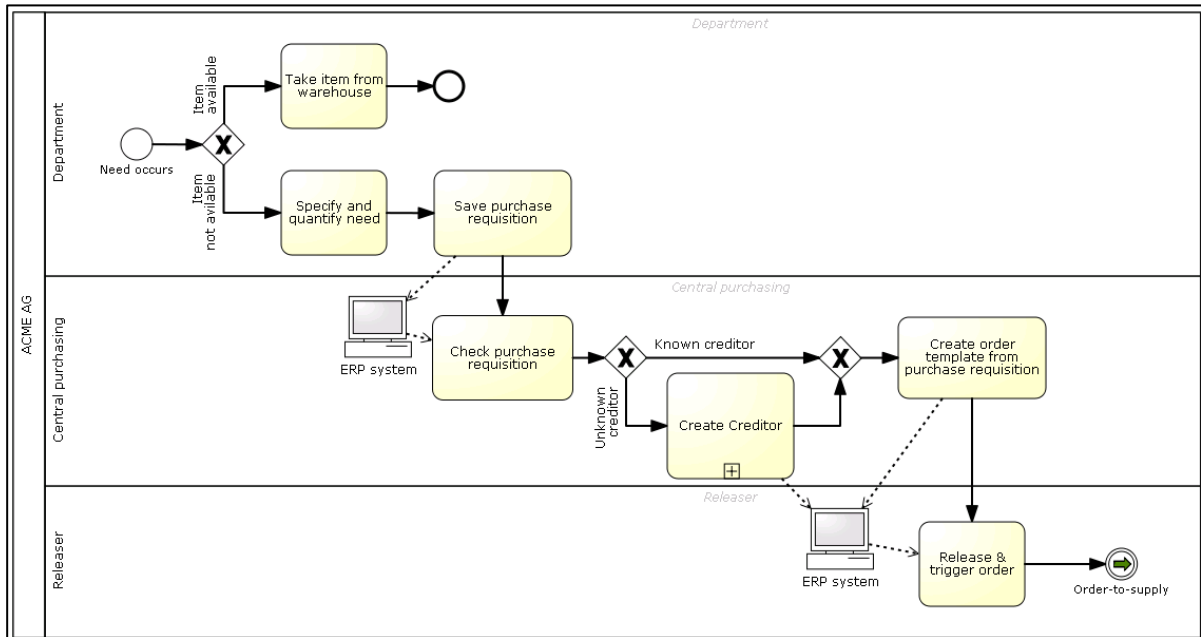 Department
ACME AG
Department
Need occurs
Item
available
Take item from
warehouse
Item
not avilable
Specify and
quantify need
Save purchase
requisition
Central purchasing
Central purchasing
ERP system
Check purchase
requisition
Known creditor
Unknown
creditor
Create Creditor
Create order
template from
purchase requisition
Releaser
Releaser
ERP system
Release &
trigger order
Order-to-supply